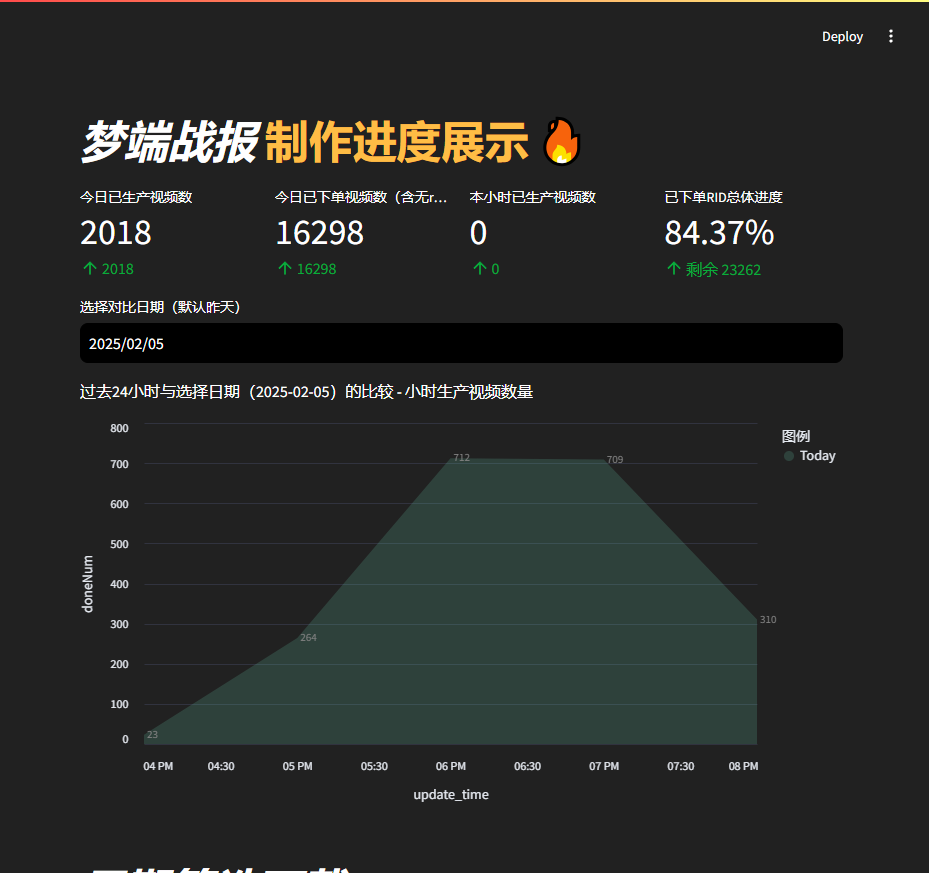 Deploy
梦端战报 制作进度展示 🔥
今日已生产视频数
2018
↑ 2018
今日已下单视频数（含无r...
16298
↑ 16298
本小时已生产视频数
0
↑ 0
已下单RID总体进度
84.37%
↑ 剩余 23262
选择对比日期（默认昨天）
2025/02/05
过去24小时与选择日期（2025-02-05）的比较 - 小时生产视频数量
图例
Today
doneNum
800
700
600
500
400
300
200
100
0
23
264
712
709
310
04 PM 04:30 05 PM 05:30 06 PM 06:30 07 PM 07:30 08 PM
update_time